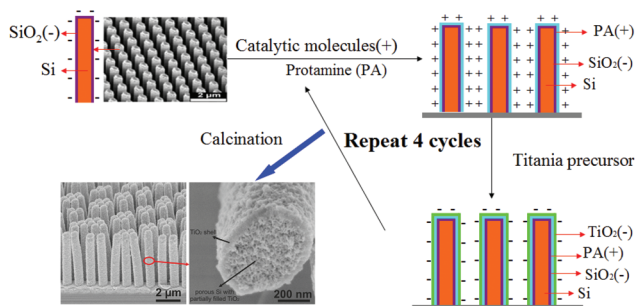 SiO₂(-)
Si
2 μm
Catalytic molecules(+)
Protamine (PA)
PA(+)
SiO₂(-)
Si
Calcination
Repeat 4 cycles
Titania precursor
TiO₂ shell
porous Si with
partially filled TiO₂
2 μm
200 nm
TiO₂(-)
PA(+)
SiO₂(-)
Si